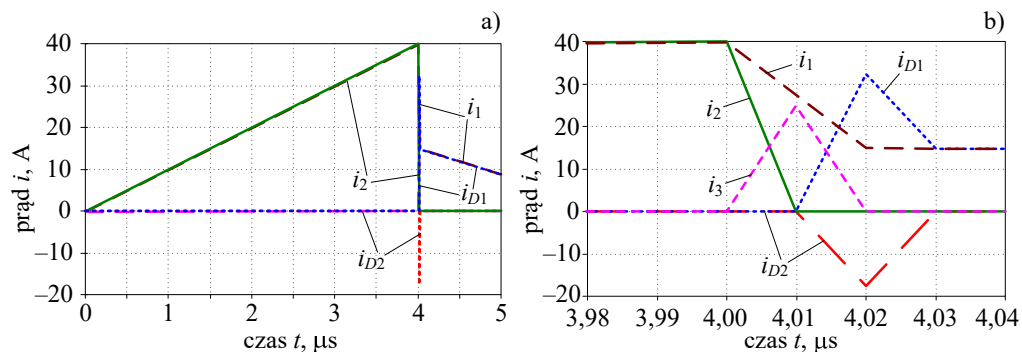 a)
prąd i, A
40
30
20
10
0
–10
–20
i1
i2
iD1
iD2
0 1 2 3 4 5
czas t, μs
b)
prąd i, A
40
30
20
10
0
–10
–20
i1
iD1
i2
i3
iD2
3,98 3,99 4,00 4,01 4,02 4,03 4,04
czas t, μs